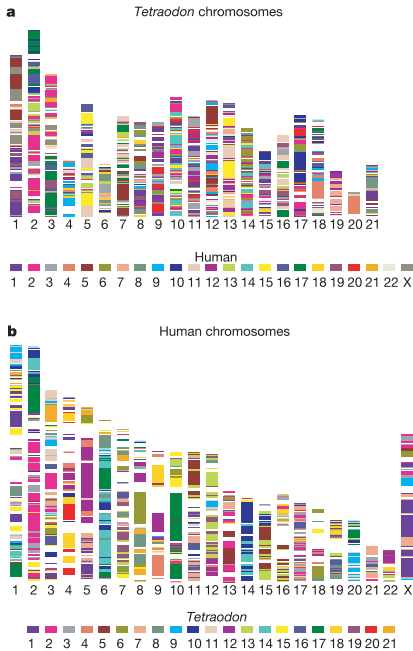 a
Tetraodon chromosomes
1 2 3 4 5 6 7 8 9 10 11 12 13 14 15 16 17 18 19 20 21
Human
1 2 3 4 5 6 7 8 9 10 11 12 13 14 15 16 17 18 19 20 21 22 X
b
Human chromosomes
1 2 3 4 5 6 7 8 9 10 11 12 13 14 15 16 17 18 19 20 21 22 X
Tetraodon
1 2 3 4 5 6 7 8 9 10 11 12 13 14 15 16 17 18 19 20 21